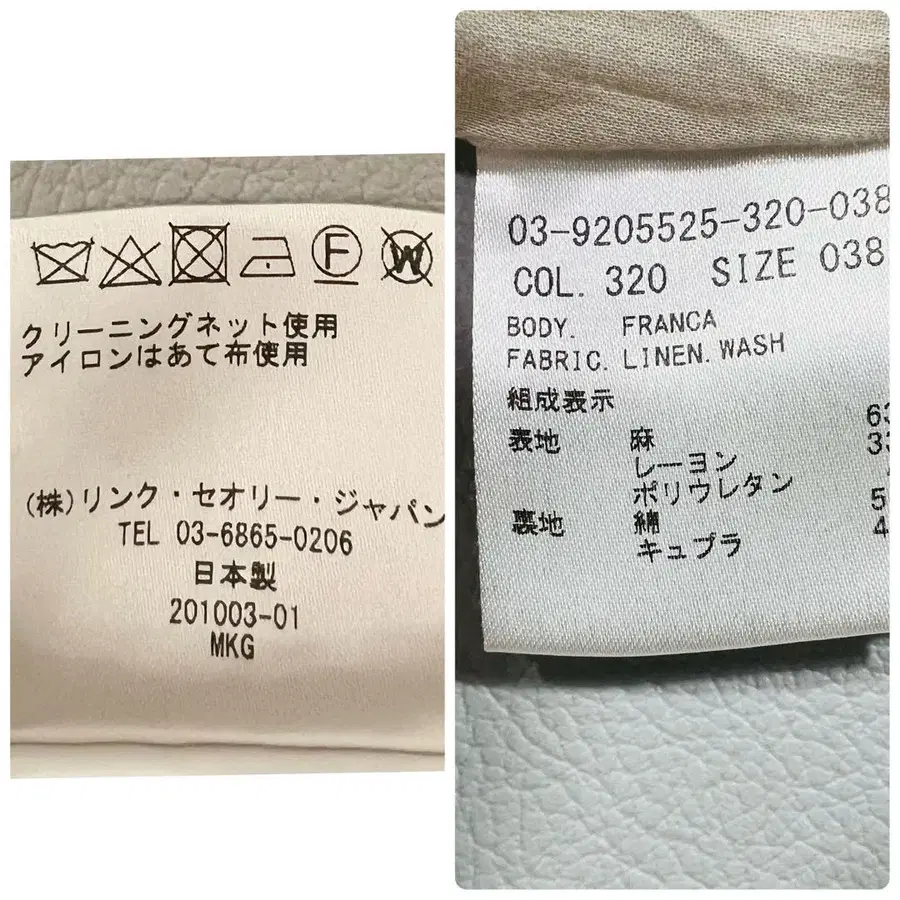 F
W
クリーニングネット使用
アイロンはあて布使用
(株)リンク・セオリー・ジャパン
TEL 03-6865-0206
日本製
201003-01
MKG
03-9205525-320-038
COL. 320 SIZE 038
BODY. FRANCA
FABRIC. LINEN. WASH
組成表示
表地 麻 63
レーヨン 33
ポリウレタン
裏地 綿 5
キュプラ 4